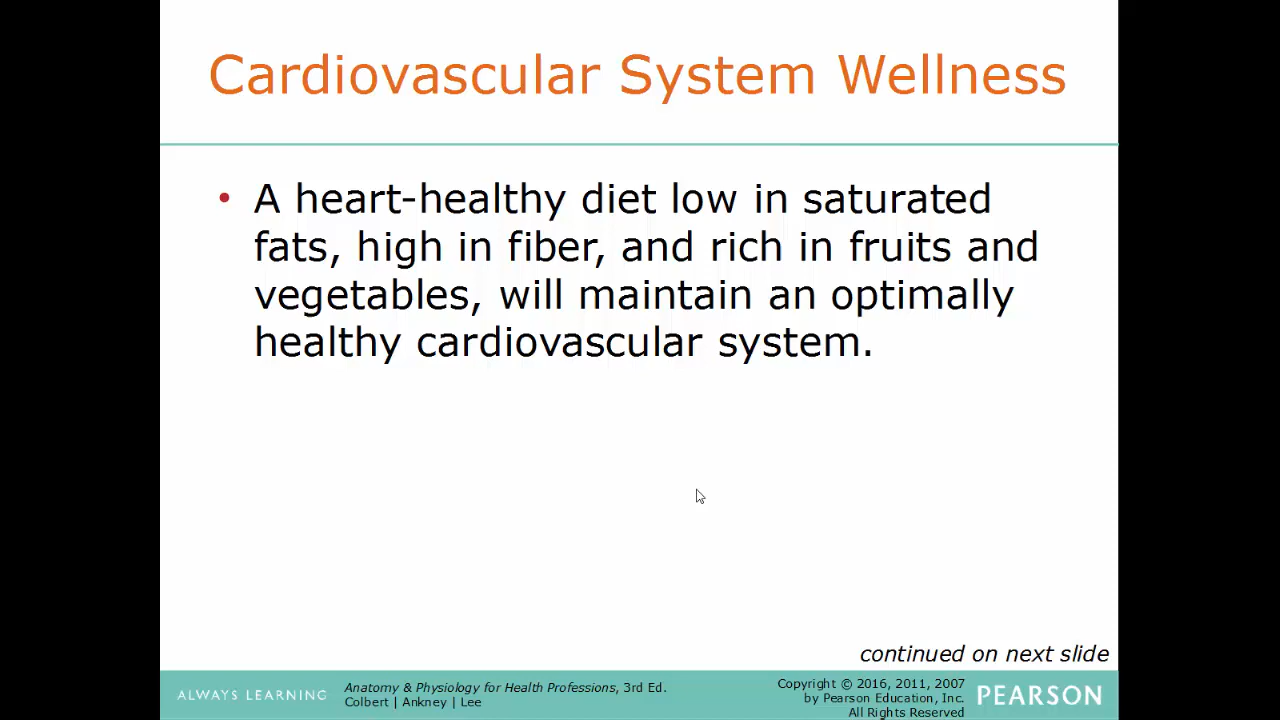 Cardiovascular System Wellness
• A heart-healthy diet low in saturated
fats, high in fiber, and rich in fruits and
vegetables, will maintain an optimally
healthy cardiovascular system.
continued on next slide
ALWAYS LEARNING
Anatomy & Physiology for Health Professions, 3rd Ed.
Colbert | Ankney | Lee
Copyright © 2016, 2011, 2007
by Pearson Education, Inc.
All Rights Reserved
PEARSON